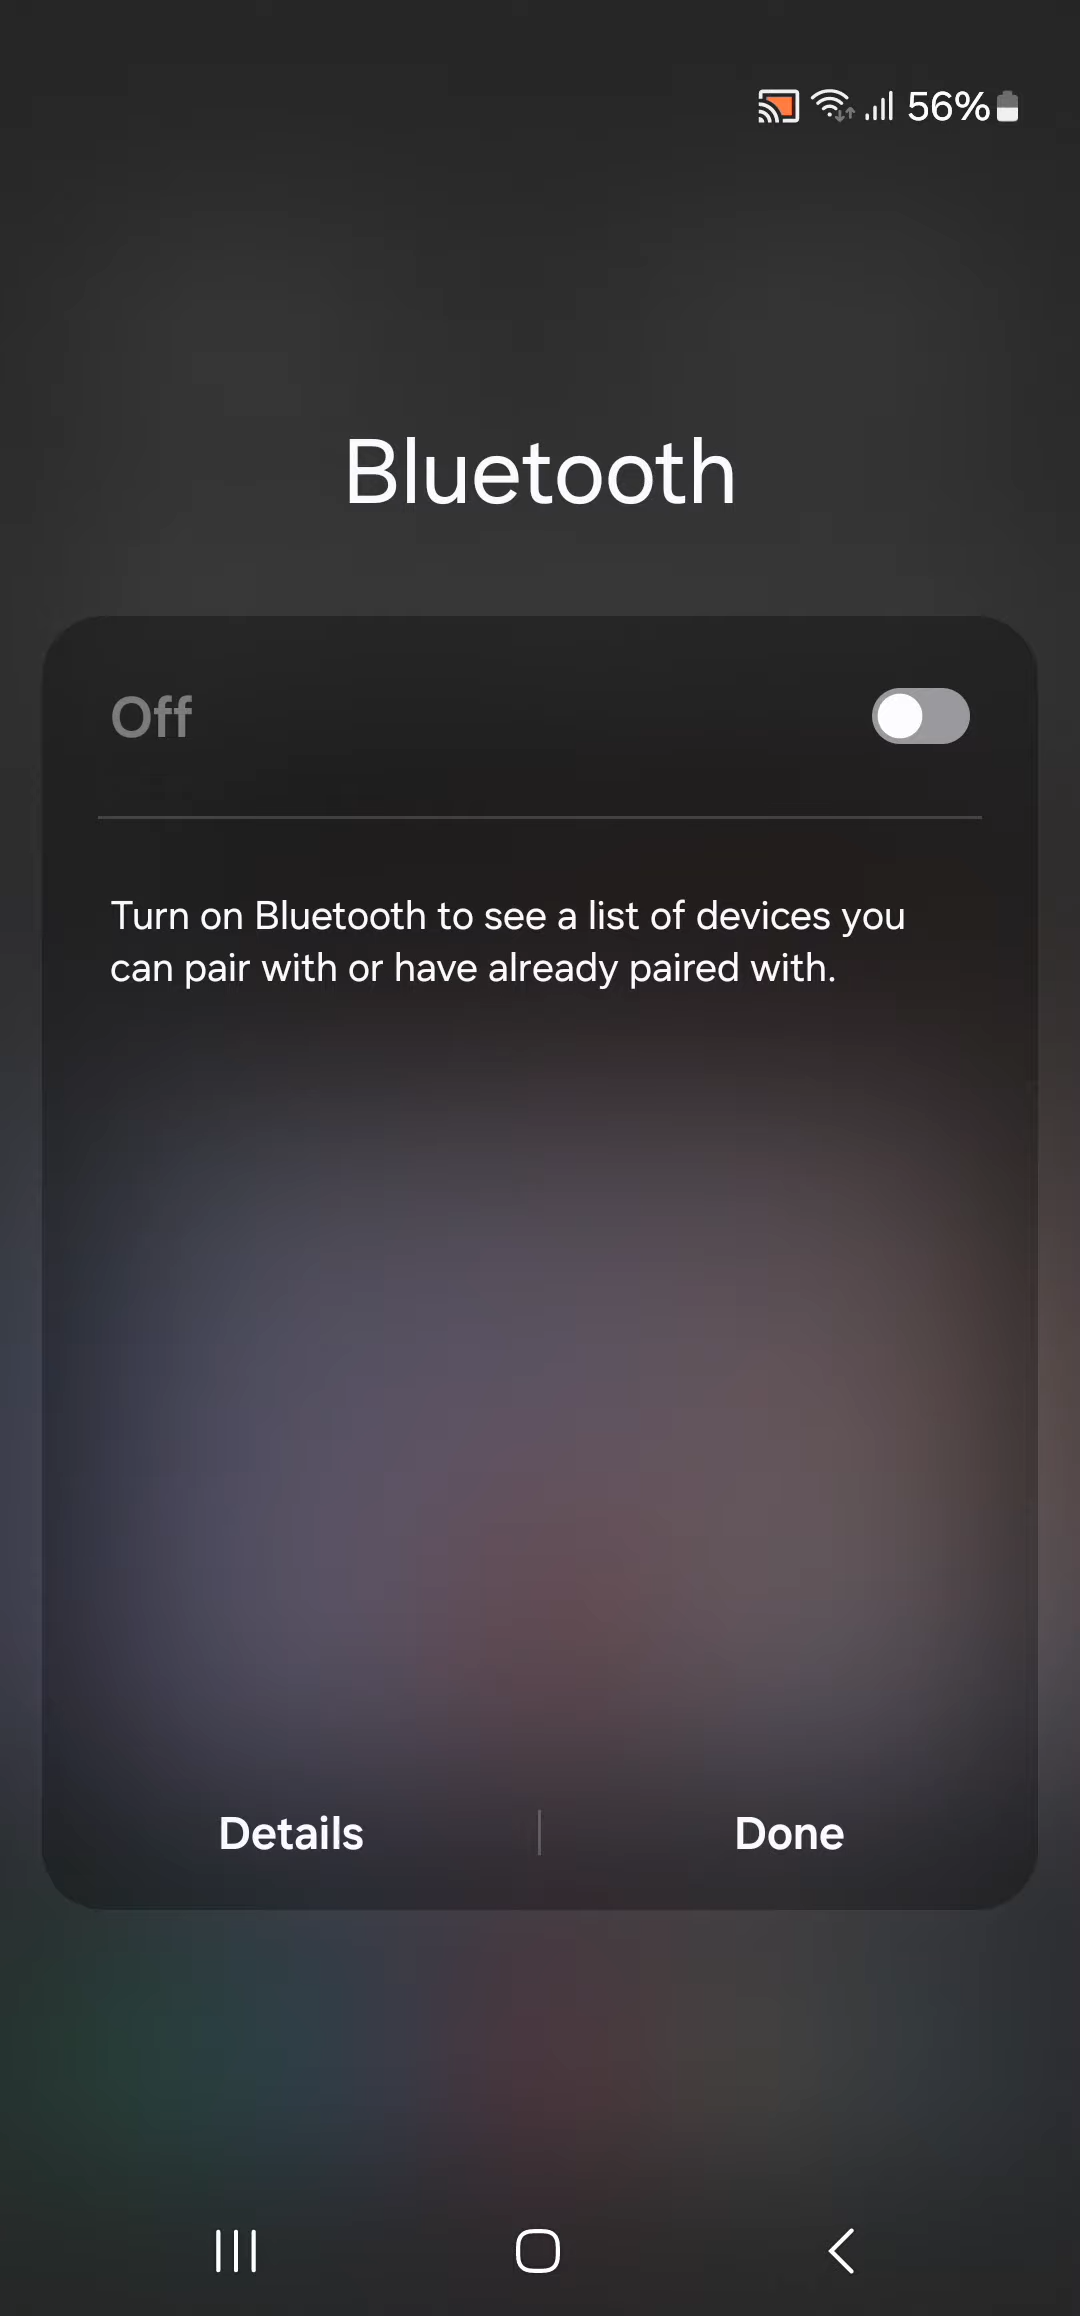 56%
Bluetooth
Off
Turn on Bluetooth to see a list of devices you
can pair with or have already paired with.
Details
Done